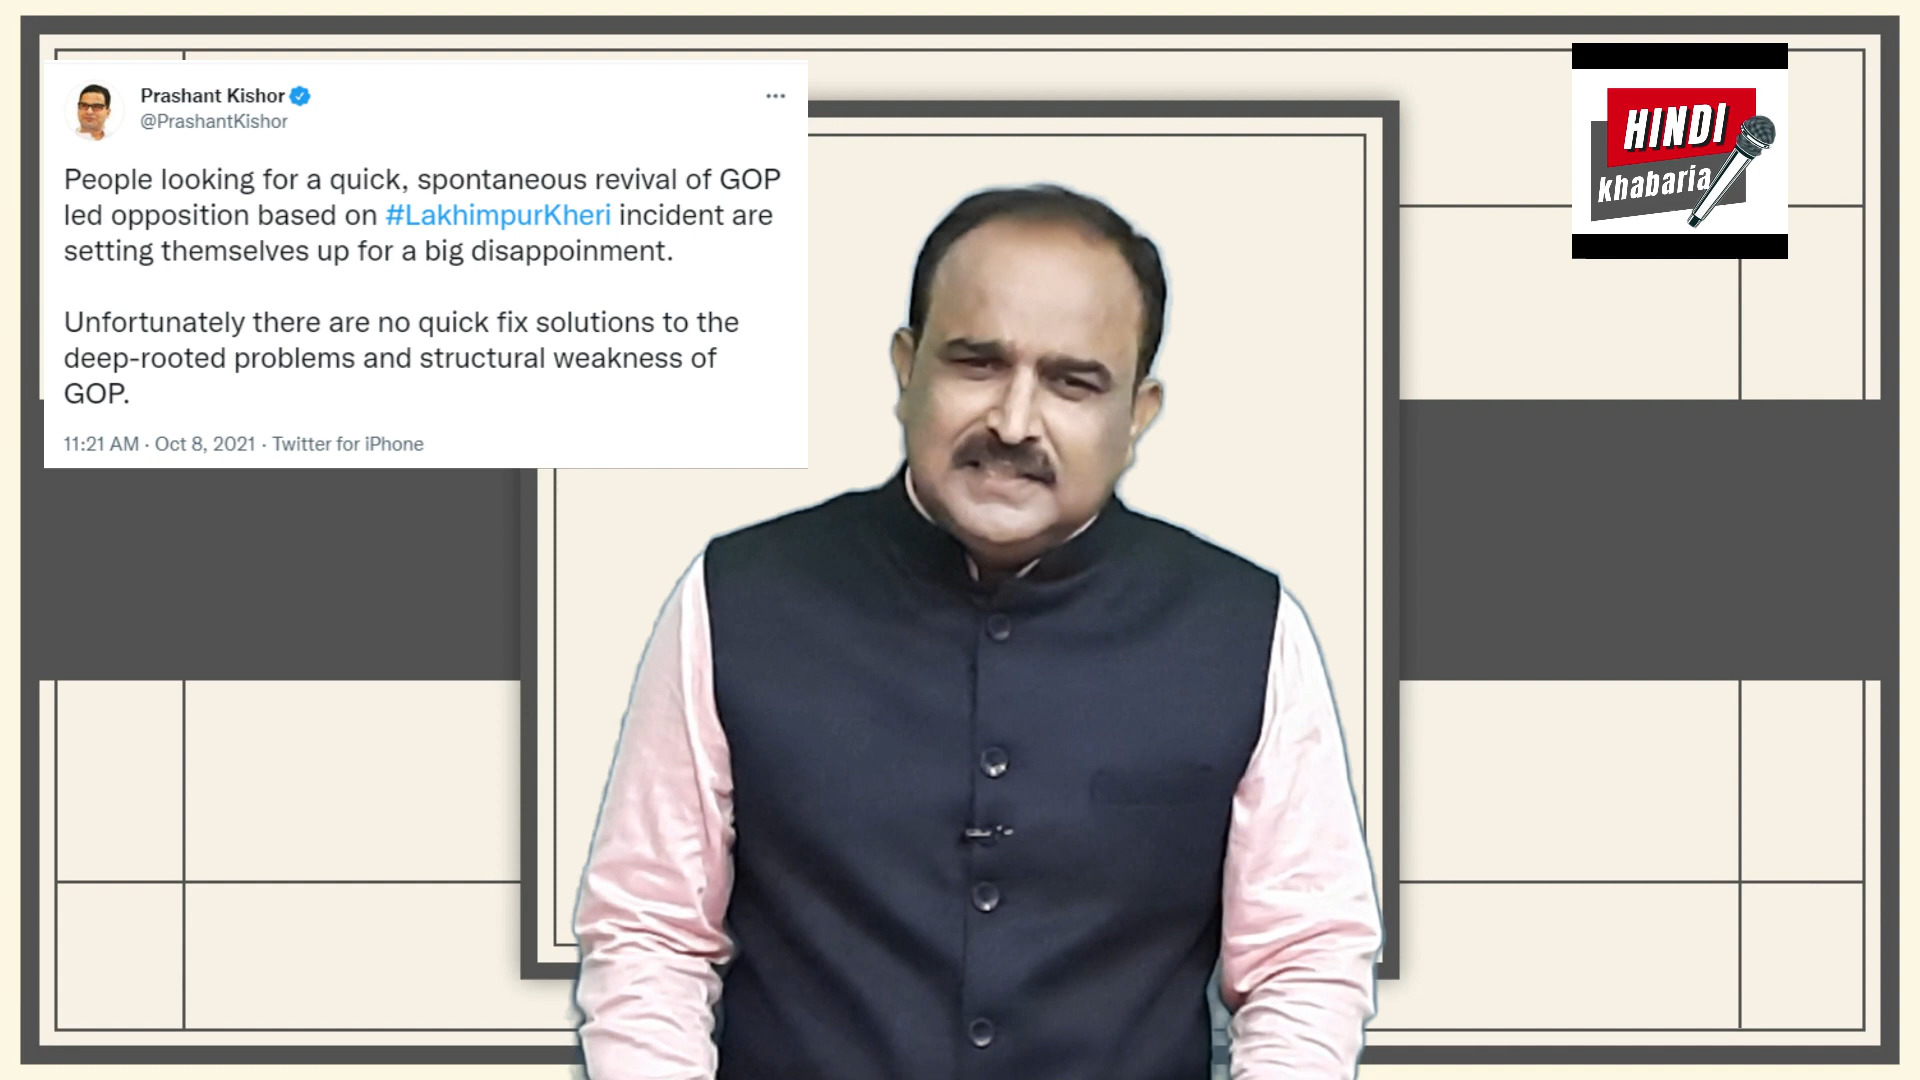 Prashant Kishor
@PrashantKishor
People looking for a quick, spontaneous revival of GOP
led opposition based on #LakhimpurKheri incident are
setting themselves up for a big disappoinment.
Unfortunately there are no quick fix solutions to the
deep-rooted problems and structural weakness of
GOP.
11:21 AM · Oct 8, 2021 · Twitter for iPhone
HINDI
khabaria